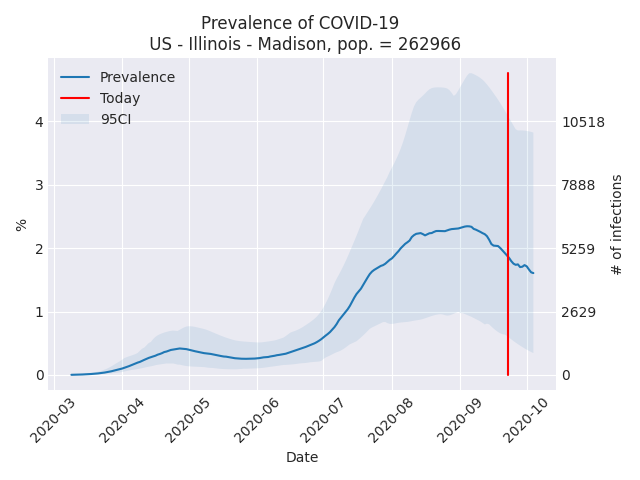 Prevalence of COVID-19
US - Illinois - Madison, pop. = 262966
Prevalence
Today
95CI
%
4
3
2
1
0
10518
7888
5259
2629
0
# of infections
2020-03
2020-04
2020-05
2020-06
2020-07
2020-08
2020-09
2020-10
Date